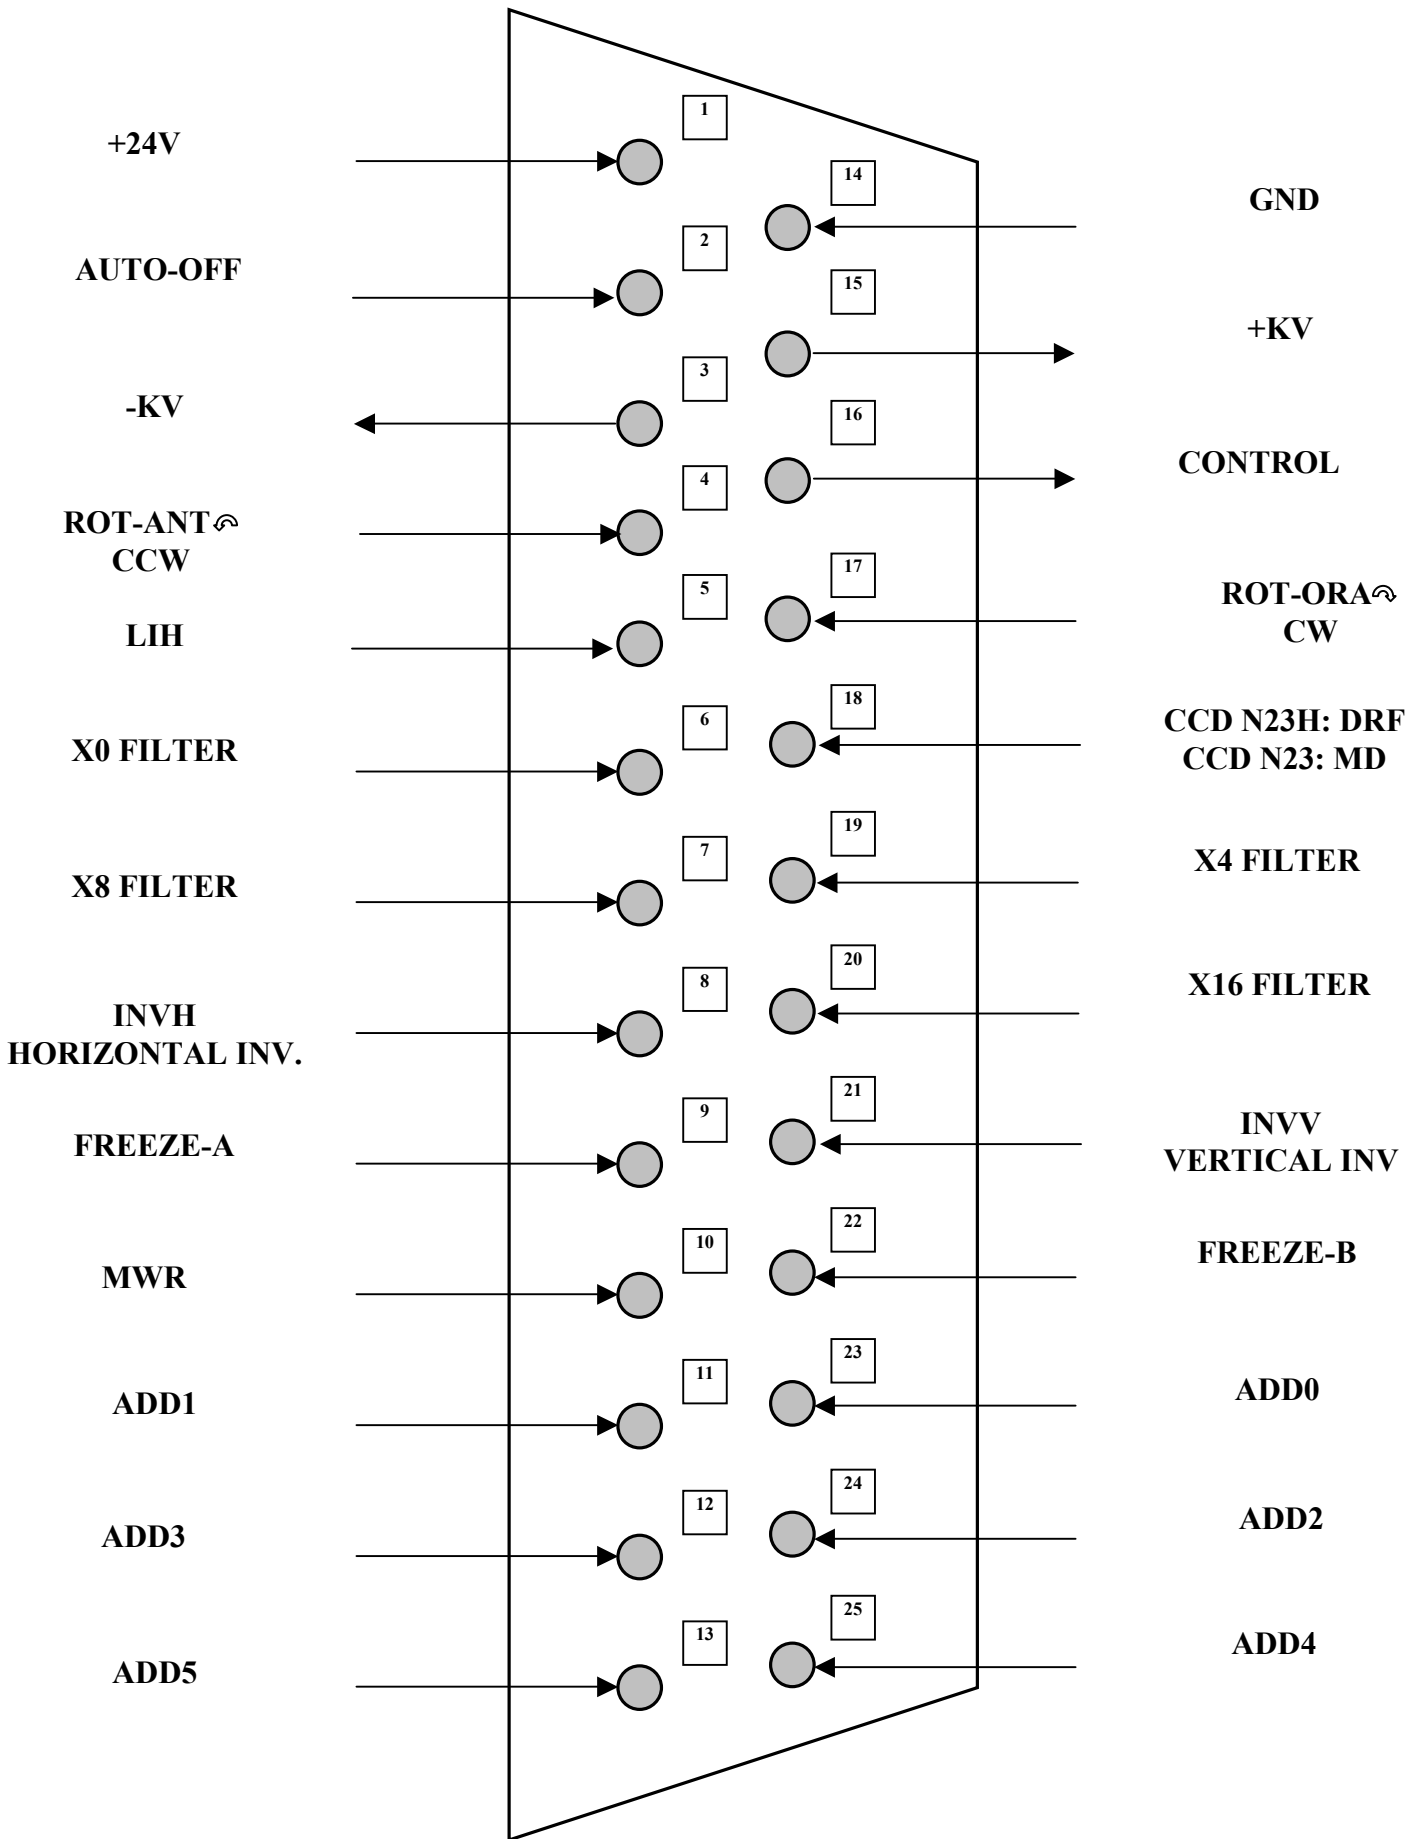 1
+24V
14
GND
2
AUTO-OFF
15
+KV
3
-KV
16
CONTROL
4
ROT-ANT
CCW
17
ROT-ORA
CW
5
LIH
18
CCD N23H: DRF
CCD N23: MD
6
X0 FILTER
19
X4 FILTER
7
X8 FILTER
20
X16 FILTER
8
INVH
HORIZONTAL INV.
21
INVV
VERTICAL INV
9
FREEZE-A
22
FREEZE-B
10
MWR
23
ADD0
11
ADD1
24
ADD2
12
ADD3
25
ADD4
13
ADD5